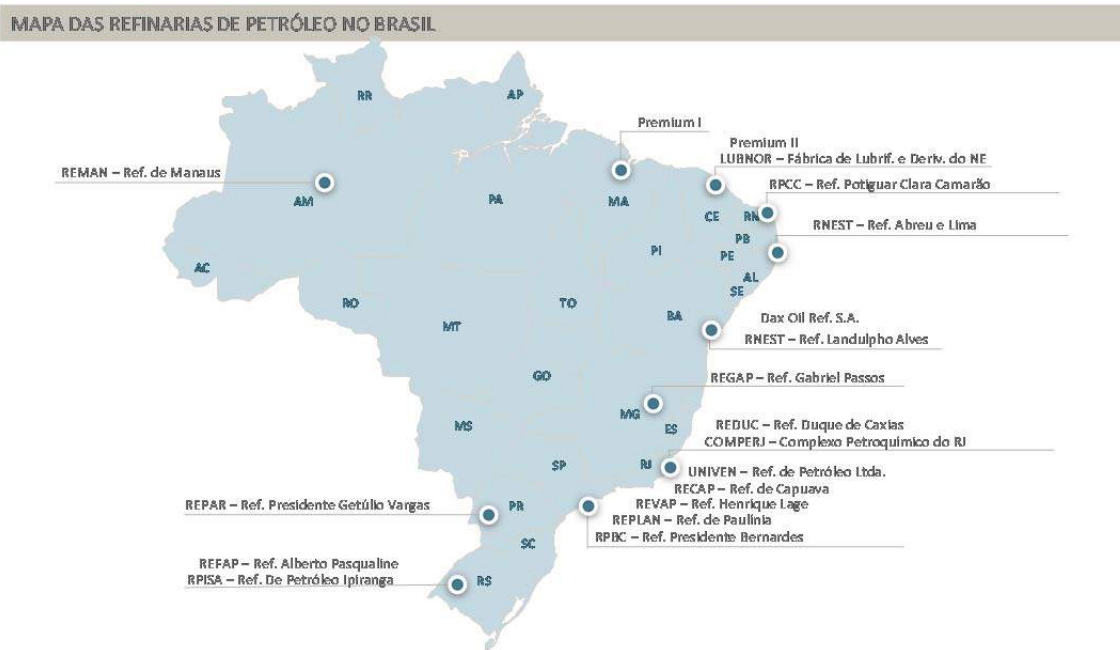 MAPA DAS REFINARIAS DE PETRÓLEO NO BRASIL
RR
AP
Premium I
Premium II
LUBNOR – Fábrica de Lubrif. e Deriv. do NE
REMAN – Ref. de Manaus
RPCC – Ref. Potiguar Clara Camarão
AM
PA
MA
CE
RN
RNEST – Ref. Abreu e Lima
PB
PI
PE
AC
AL
SE
RO
TO
MT
BA
Dax Oil Ref. S.A.
RNEST – Ref. Landulpho Alves
GO
REGAP – Ref. Gabriel Passos
MG
MS
ES
REDUC – Ref. Duque de Caxias
COMPERJ – Complexo Petroquímico do RJ
SP
RJ
UNIVEN – Ref. de Petróleo Ltda.
RECAP – Ref. de Capuava
REVAP – Ref. Henrique Lage
REPLAN – Ref. de Paulínia
RPBC – Ref. Presidente Bernardes
REPAR – Ref. Presidente Getúlio Vargas
PR
SC
REFAP – Ref. Alberto Pasqualine
RPISA – Ref. De Petróleo Ipiranga
RS